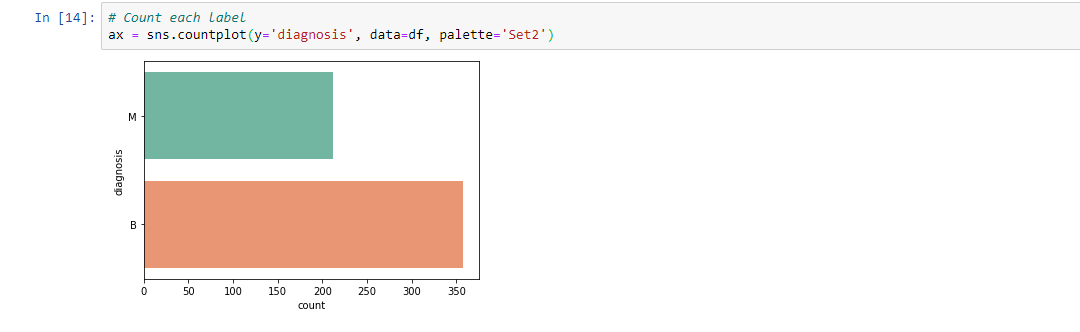 In [14]: # Count each label
ax = sns.countplot(y='diagnosis', data=df, palette='Set2')
M
diagnosis
B
0 50 100 150 200 250 300 350
count